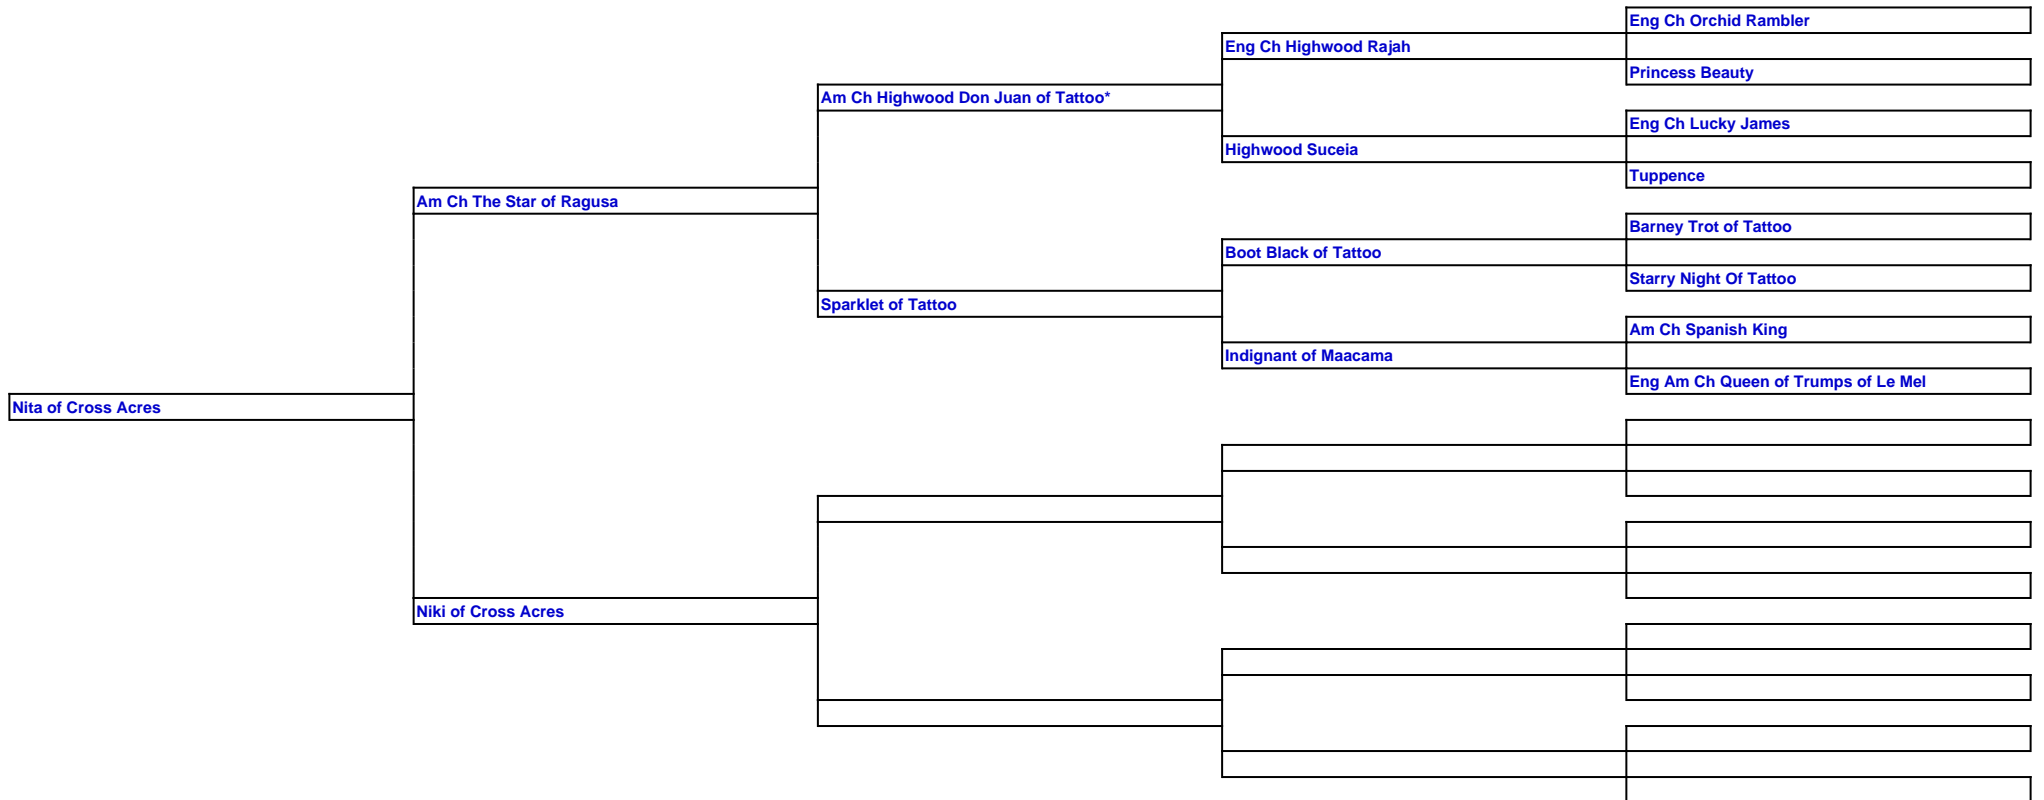 Eng Ch Orchid Rambler
Eng Ch Highwood Rajah
Princess Beauty
Am Ch Highwood Don Juan of Tattoo*
Eng Ch Lucky James
Highwood Suceia
Tuppence
Am Ch The Star of Ragusa
Barney Trot of Tattoo
Boot Black of Tattoo
Starry Night Of Tattoo
Sparklet of Tattoo
Am Ch Spanish King
Indignant of Maacama
Eng Am Ch Queen of Trumps of Le Mel
Nita of Cross Acres
Niki of Cross Acres